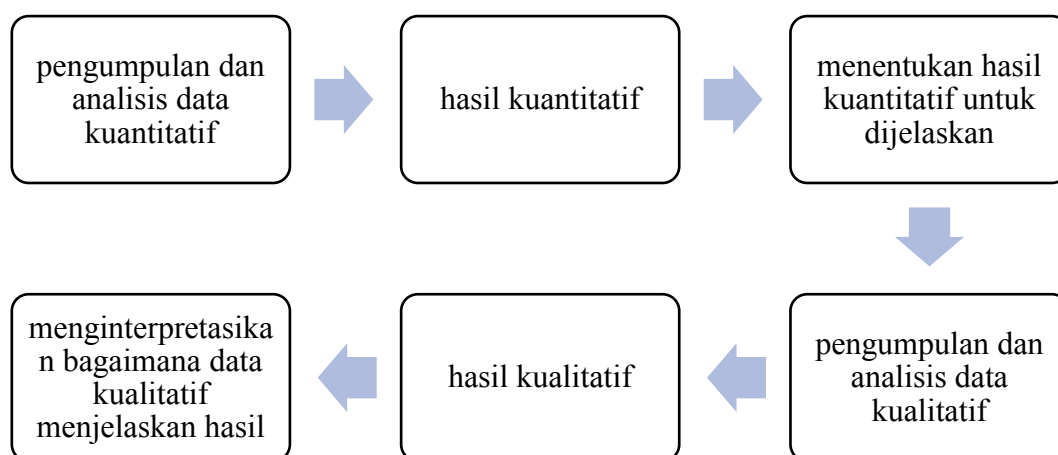 pengumpulan dan
analisis data
kuantitatif
hasil kuantitatif
menentukan hasil
kuantitatif untuk
dijelaskan
pengumpulan dan
analisis data
kualitatif
hasil kualitatif
menginterpretasika
n bagaimana data
kualitatif
menjelaskan hasil